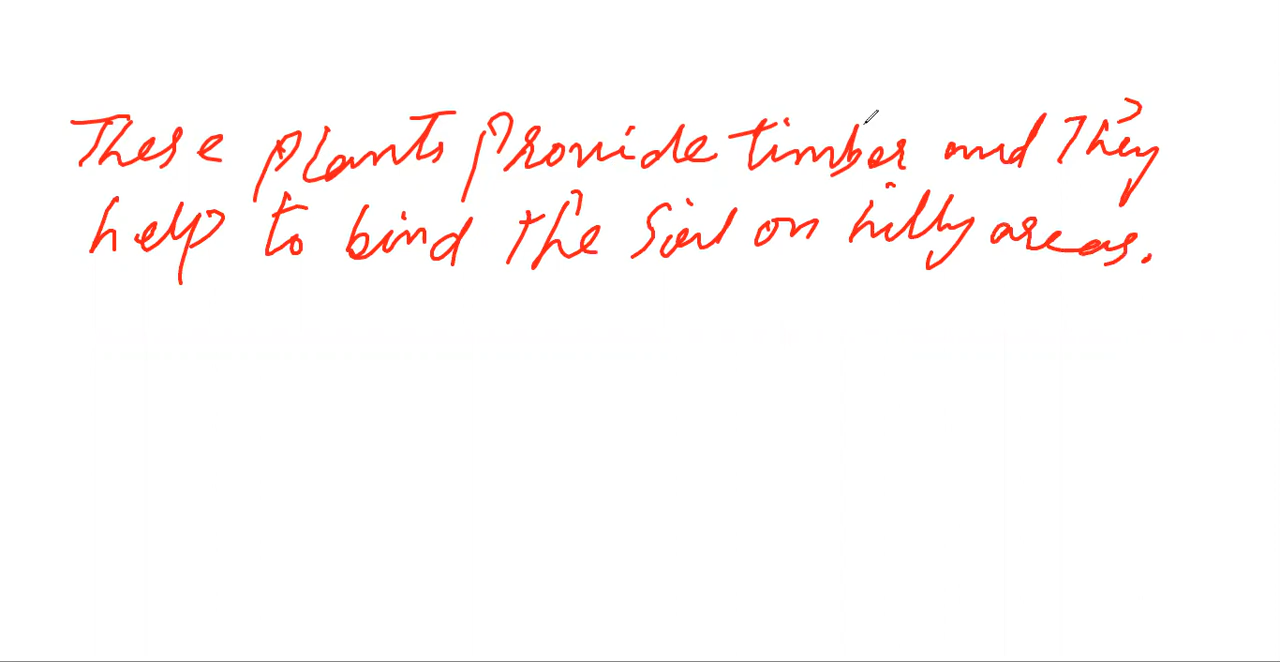 These plants Provide timber and They
help to bind the Soil on hilly areas.